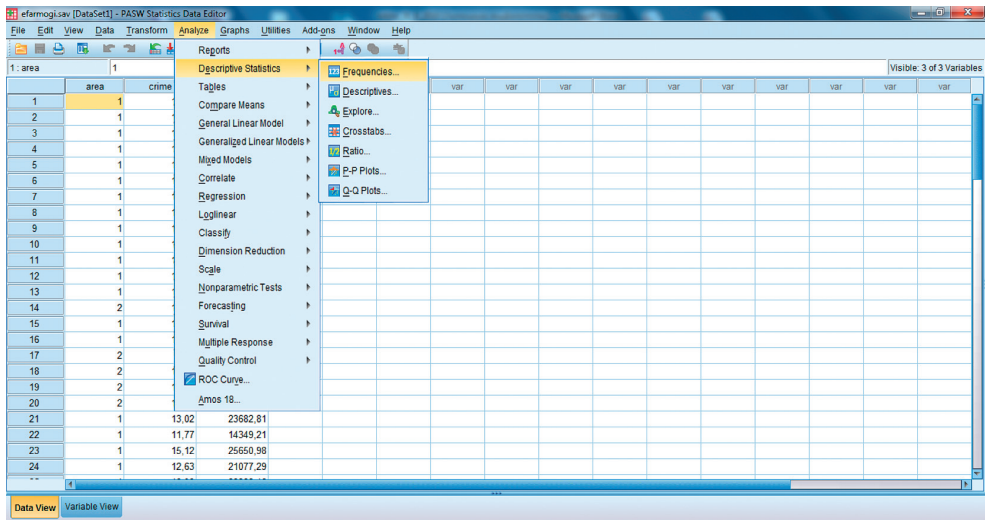 efarmogi.sav [DataSet1] - PASW Statistics Data Editor
File Edit View Data Transform Analyze Graphs Utilities Add-ons Window Help
1 : area 1 Visible: 3 of 3 Variables
Reports
Descriptive Statistics
Tables
Compare Means
General Linear Model
Generalized Linear Models
Mixed Models
Correlate
Regression
Loglinear
Classify
Dimension Reduction
Scale
Nonparametric Tests
Forecasting
Survival
Multiple Response
Quality Control
ROC Curve...
Amos 18...
Frequencies...
Descriptives...
Explore...
Crosstabs...
Ratio...
P-P Plots...
Q-Q Plots...
area crime var var var var var var var var var
1 1
2 1
3 1
4 1
5 1
6 1
7 1
8 1
9 1
10 1
11 1
12 1
13 1
14 2
15 1
16 1
17 2
18 2
19 2
20 2
21 1 13,02 23682,81
22 1 11,77 14349,21
23 1 15,12 25650,98
24 1 12,63 21077,29
Data View Variable View